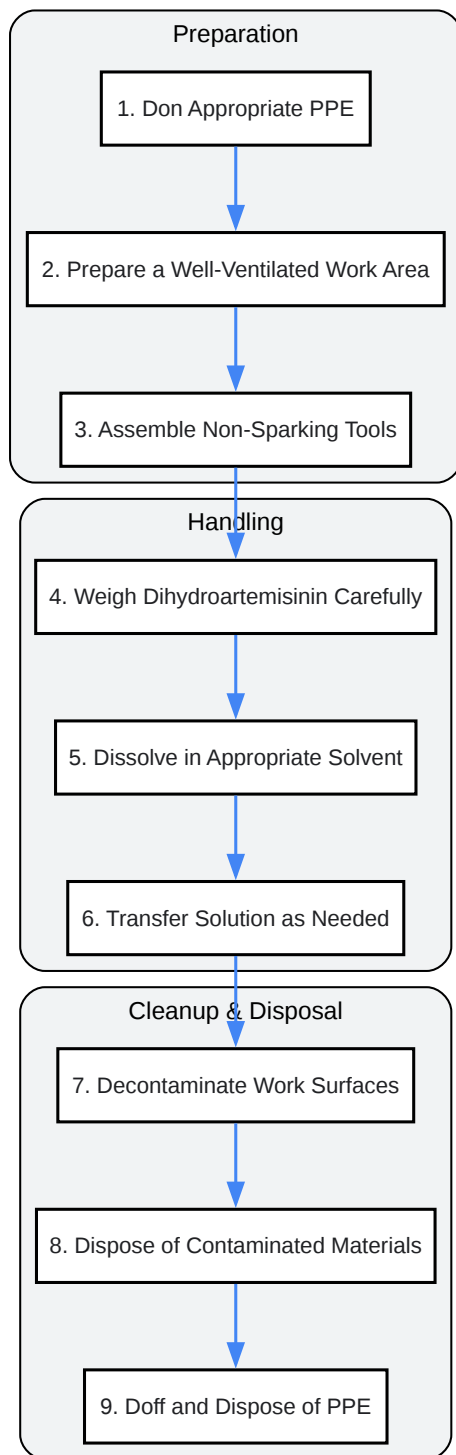 Preparation
1. Don Appropriate PPE
2. Prepare a Well-Ventilated Work Area
3. Assemble Non-Sparking Tools
Handling
4. Weigh Dihydroartemisinin Carefully
5. Dissolve in Appropriate Solvent
6. Transfer Solution as Needed
Cleanup & Disposal
7. Decontaminate Work Surfaces
8. Dispose of Contaminated Materials
9. Doff and Dispose of PPE